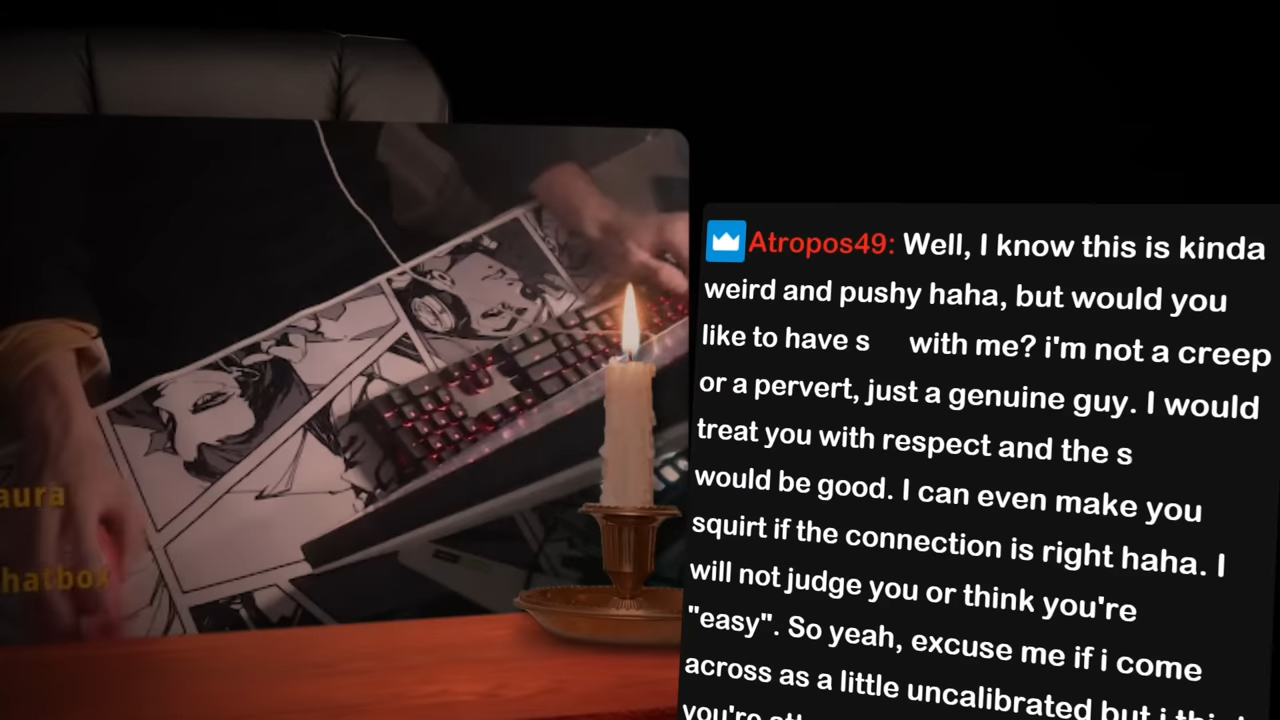 aura
hatbox
Atropos49: Well, I know this is kinda
weird and pushy haha, but would you
like to have s with me? i'm not a creep
or a pervert, just a genuine guy. I would
treat you with respect and the s
would be good. I can even make you
squirt if the connection is right haha. I
will not judge you or think you're
"easy". So yeah, excuse me if i come
across as a little uncalibrated but i
you're